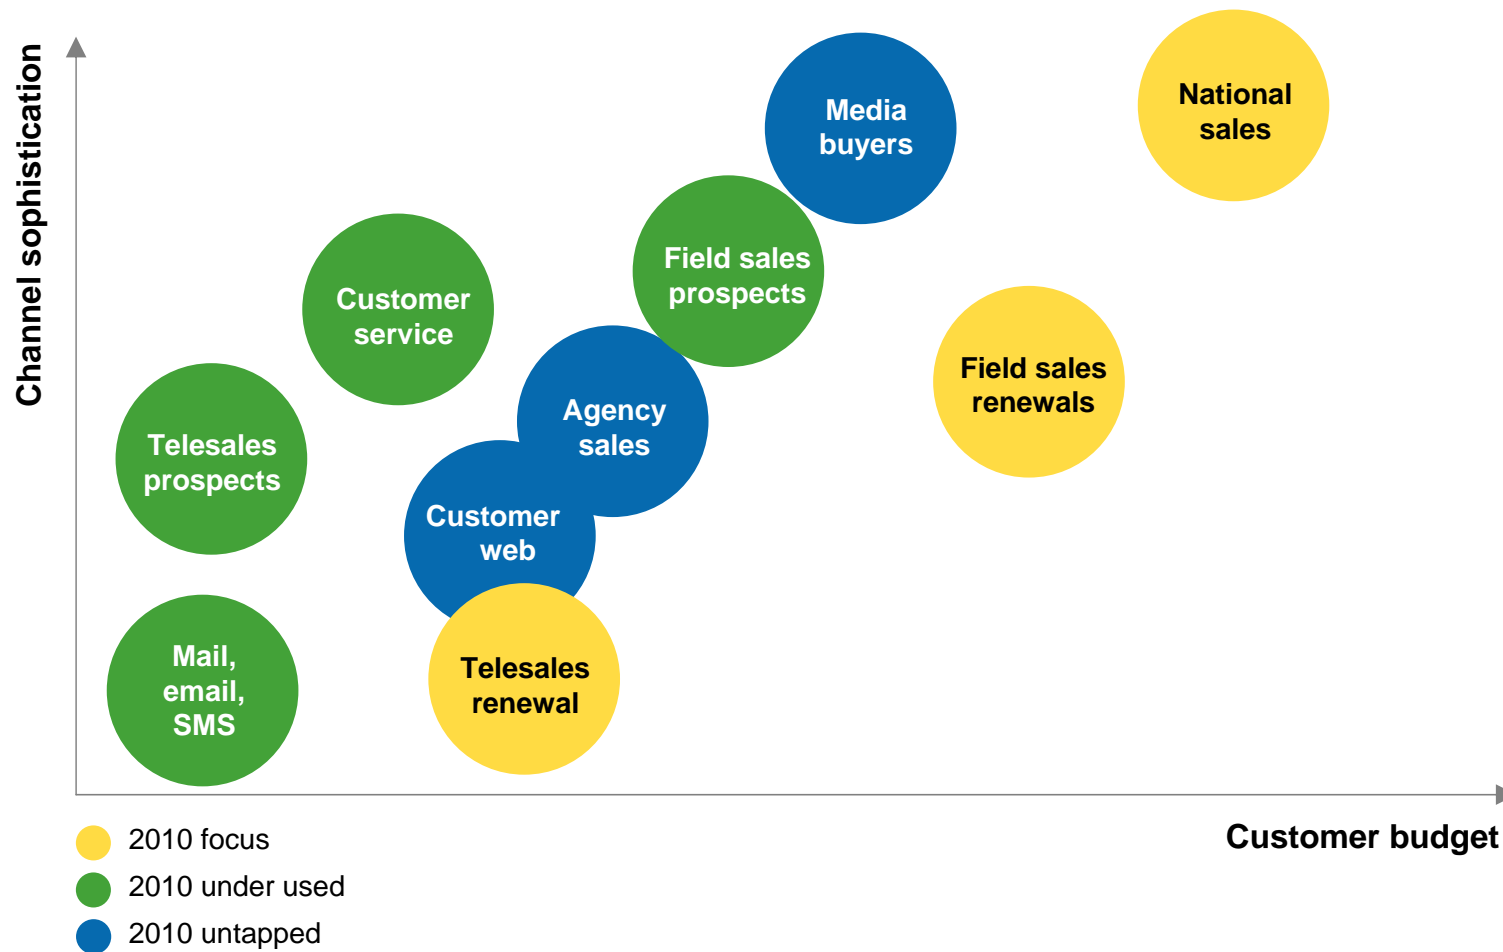 Channel sophistication
National
sales
Media
buyers
Field sales
prospects
Customer
service
Field sales
renewals
Agency
sales
Telesales
prospects
Customer
web
Mail,
email,
SMS
Telesales
renewal
Customer budget
2010 focus
2010 under used
2010 untapped